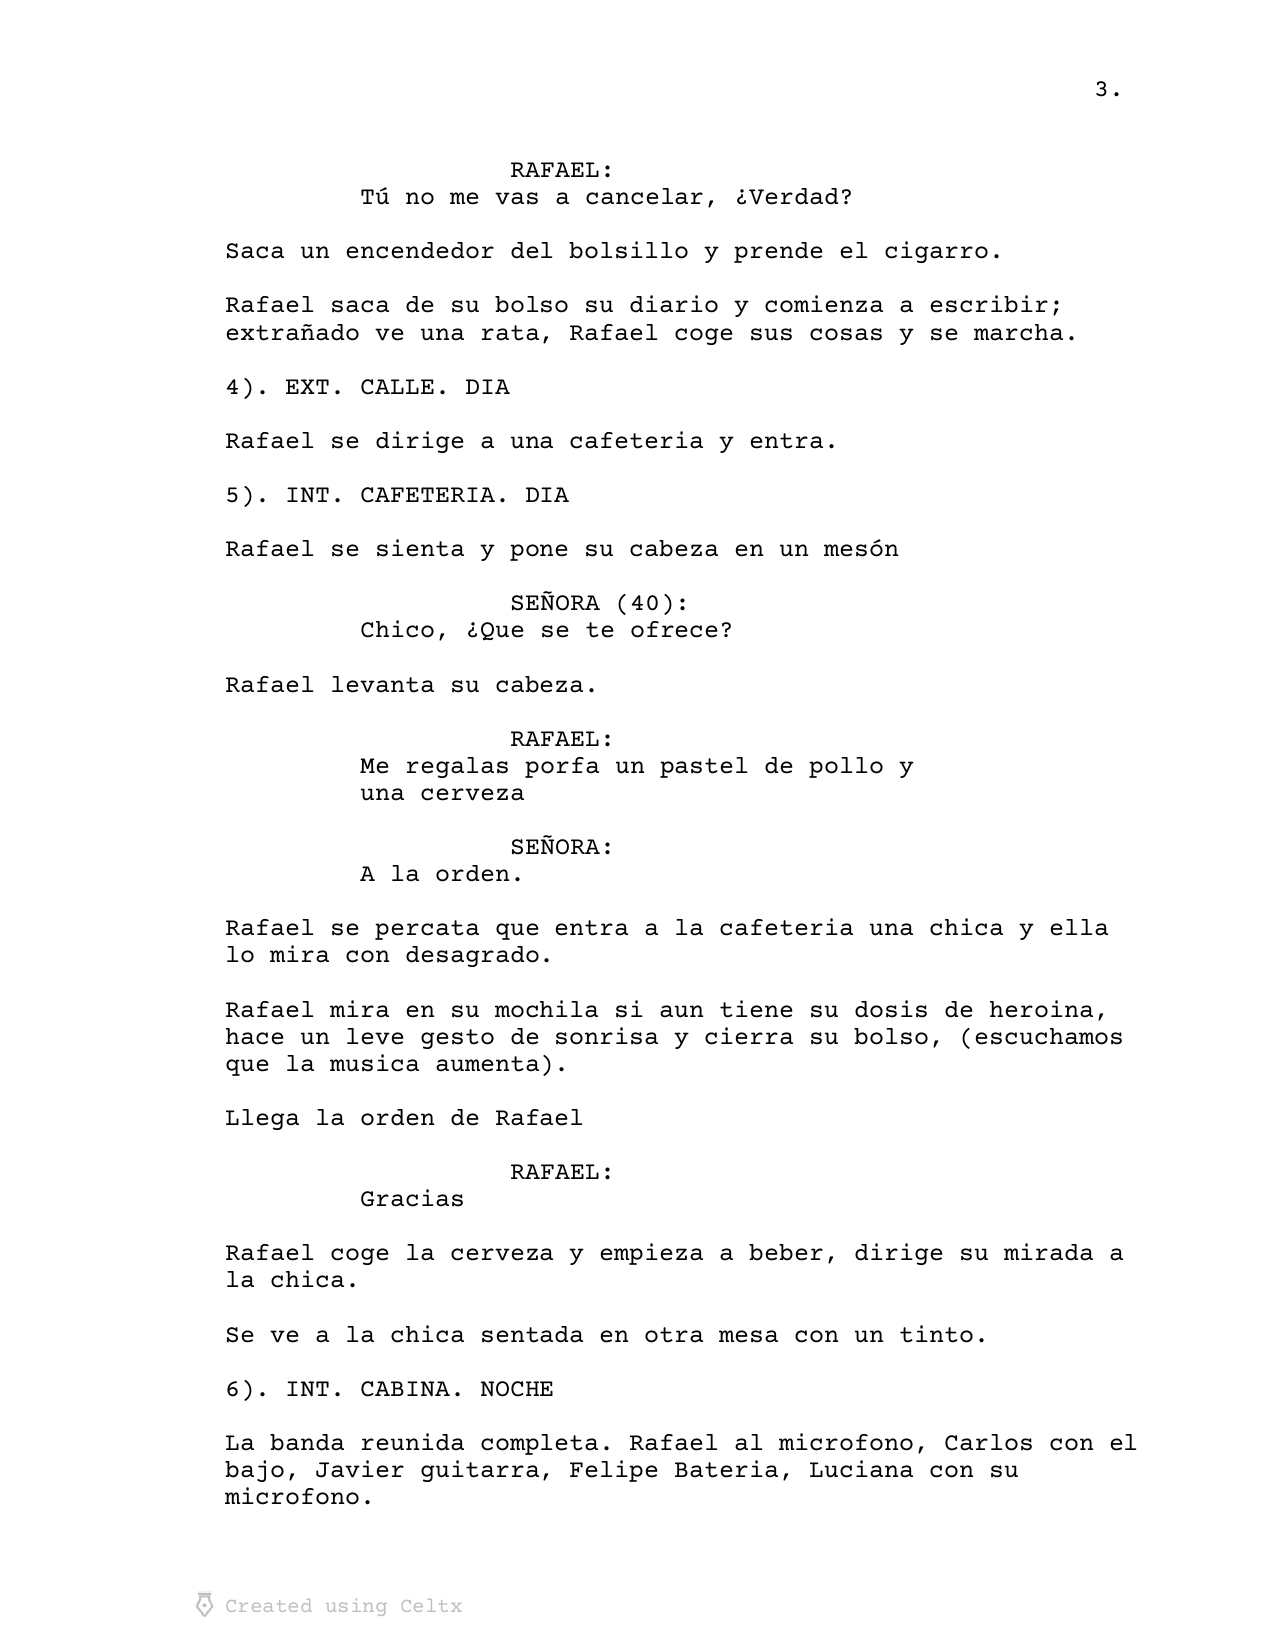 3.
RAFAEL:
Tú no me vas a cancelar, ¿Verdad?
Saca un encendedor del bolsillo y prende el cigarro.
Rafael saca de su bolso su diario y comienza a escribir;
extrañado ve una rata, Rafael coge sus cosas y se marcha.
4). EXT. CALLE. DIA
Rafael se dirige a una cafeteria y entra.
5). INT. CAFETERIA. DIA
Rafael se sienta y pone su cabeza en un mesón
SEÑORA (40):
Chico, ¿Que se te ofrece?
Rafael levanta su cabeza.
RAFAEL:
Me regalas porfa un pastel de pollo y
una cerveza
SEÑORA:
A la orden.
Rafael se percata que entra a la cafeteria una chica y ella
lo mira con desagrado.
Rafael mira en su mochila si aun tiene su dosis de heroina,
hace un leve gesto de sonrisa y cierra su bolso, (escuchamos
que la musica aumenta).
Llega la orden de Rafael
RAFAEL:
Gracias
Rafael coge la cerveza y empieza a beber, dirige su mirada a
la chica.
Se ve a la chica sentada en otra mesa con un tinto.
6). INT. CABINA. NOCHE
La banda reunida completa. Rafael al microfono, Carlos con el
bajo, Javier guitarra, Felipe Bateria, Luciana con su
microfono.
Created using Celtx